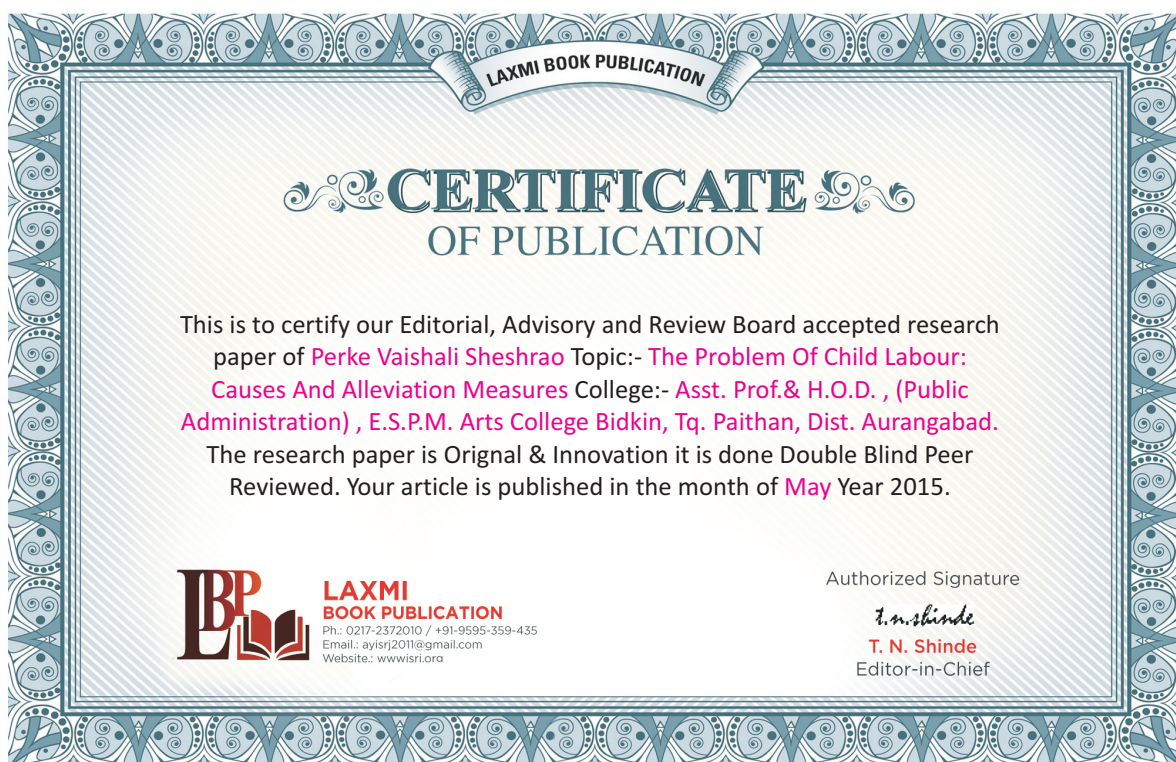 LAXMI BOOK PUBLICATION
CERTIFICATE
OF PUBLICATION
This is to certify our Editorial, Advisory and Review Board accepted research
paper of Perke Vaishali Sheshrao Topic:- The Problem Of Child Labour:
Causes And Alleviation Measures College:- Asst. Prof.& H.O.D. , (Public
Administration) , E.S.P.M. Arts College Bidkin, Tq. Paithan, Dist. Aurangabad.
The research paper is Orignal & Innovation it is done Double Blind Peer
Reviewed. Your article is published in the month of May Year 2015.
LBP
LAXMI
BOOK PUBLICATION
Ph.: 0217-2372010 / +91-9595-359-435
Email.: ayisrj2011@gmail.com
Website.: wwwisri.org
Authorized Signature
t.n.shinde
T. N. Shinde
Editor-in-Chief